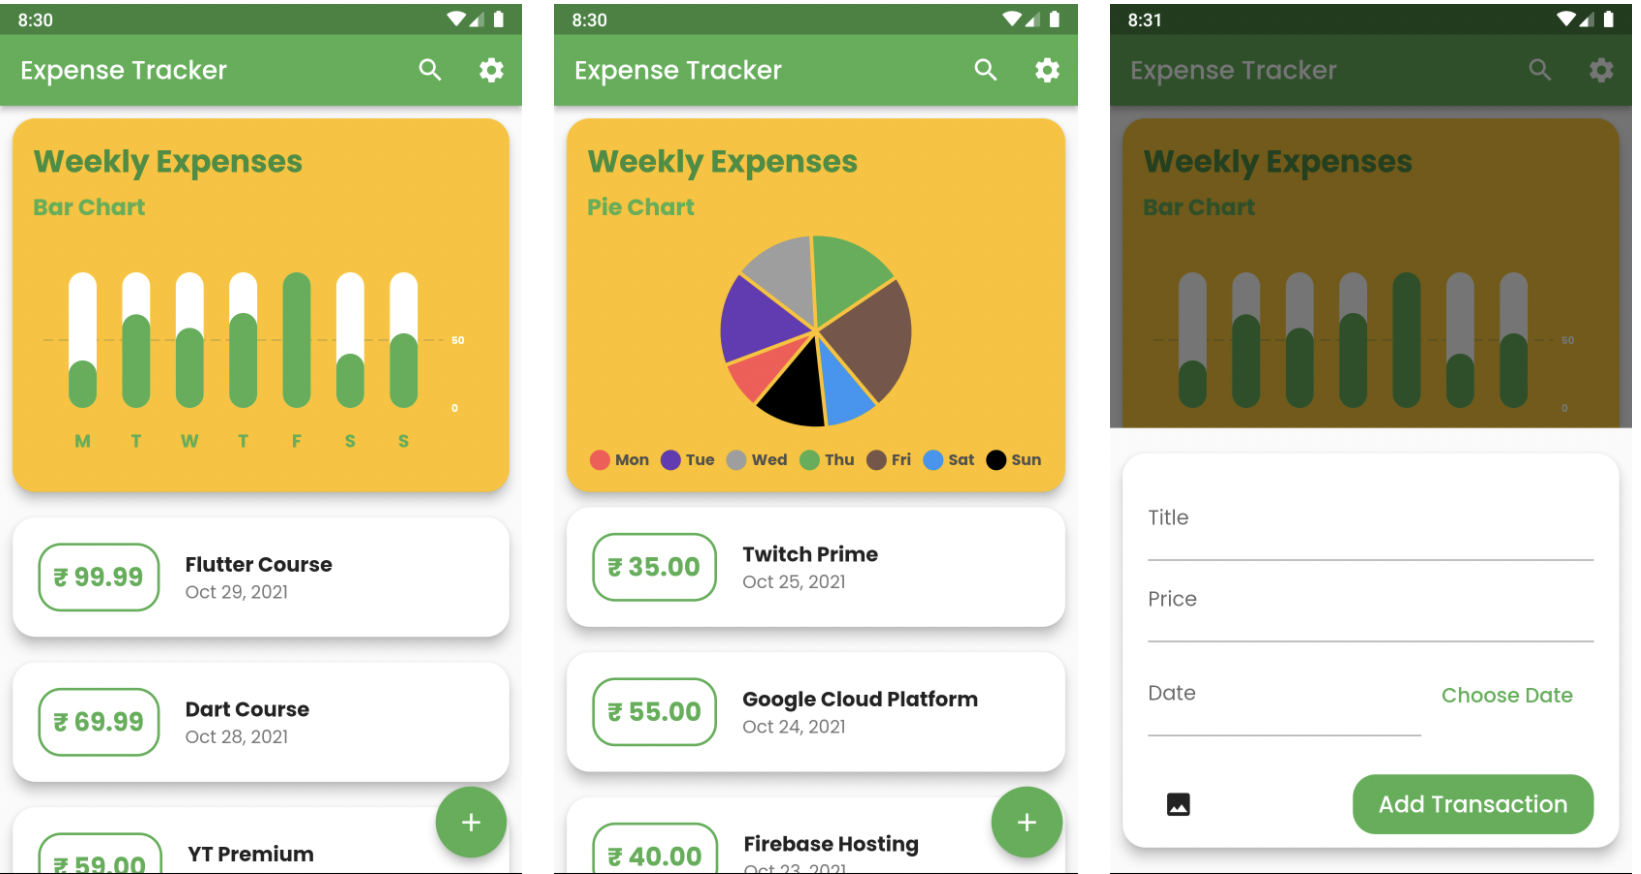 8:30
Expense Tracker
Weekly Expenses
Bar Chart
50
0
M T W T F S S
₹ 99.99
Flutter Course
Oct 29, 2021
₹ 69.99
Dart Course
Oct 28, 2021
₹ 59.00
YT Premium
+
8:30
Expense Tracker
Weekly Expenses
Pie Chart
Mon Tue Wed Thu Fri Sat Sun
₹ 35.00
Twitch Prime
Oct 25, 2021
₹ 55.00
Google Cloud Platform
Oct 24, 2021
₹ 40.00
Firebase Hosting
Oct 23, 2021
+
8:31
Expense Tracker
Weekly Expenses
Bar Chart
50
0
Title
Price
Date
Choose Date
Add Transaction